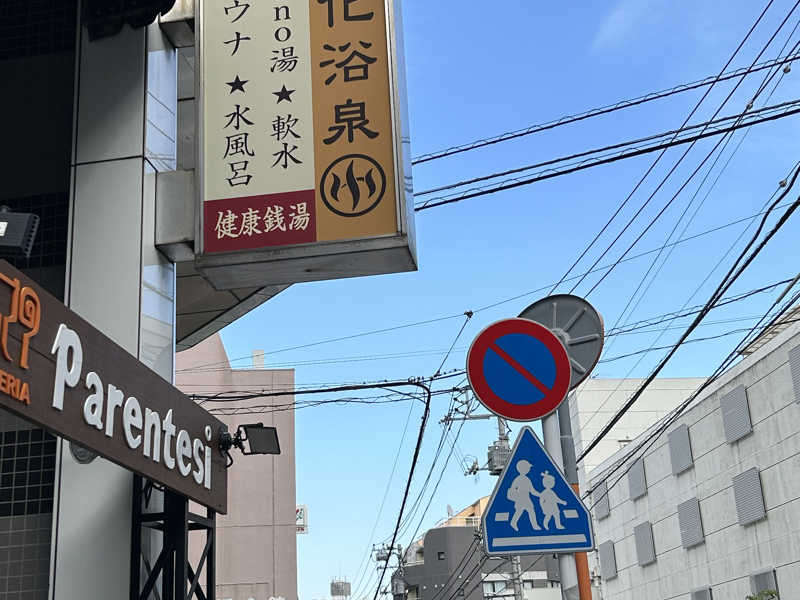 化浴泉
no湯★軟水
ウナ★水風呂
健康銭湯
ERIA
Parentesi